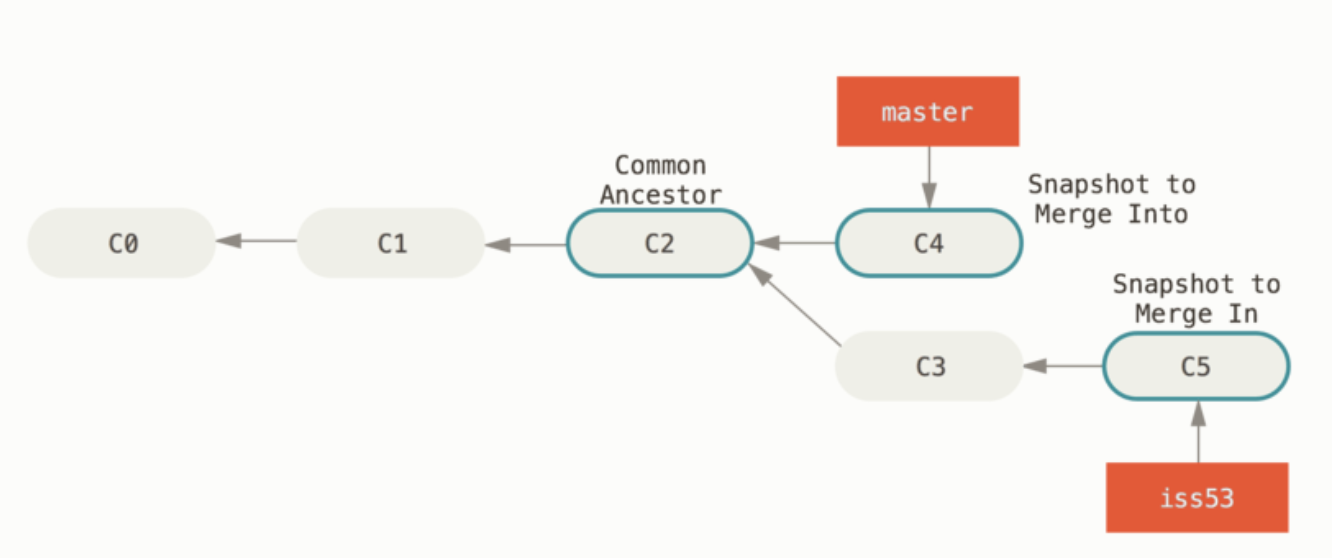 master
Common
Ancestor
Snapshot to
Merge Into
C0
C1
C2
C4
Snapshot to
Merge In
C3
C5
iss53